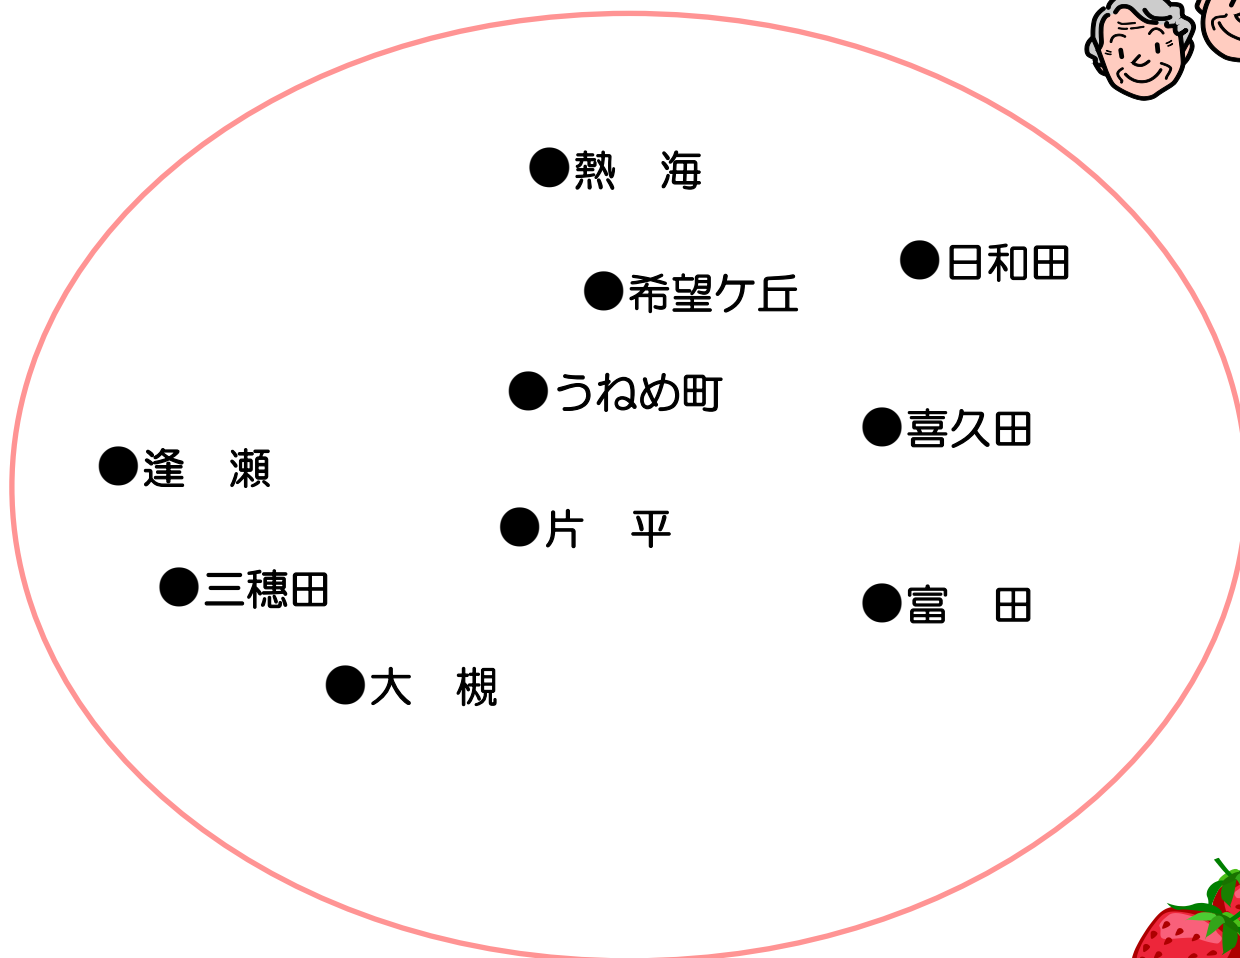 ●熱　海
●日和田
●希望ケ丘
●うねめ町
●喜久田
●逢　瀬
●片　平
●三穂田
●富　田
●大　槻